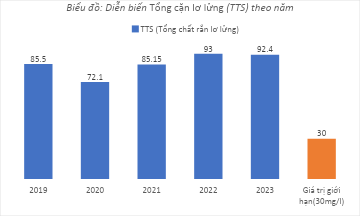 Biểu đồ: Diễn biến Tổng cặn lơ lửng (TTS) theo năm
TTS (Tổng chất rắn lơ lửng)
85.5
72.1
85.15
93
92.4
30
2019
2020
2021
2022
2023
Giá trị giới
hạn(30mg/l)